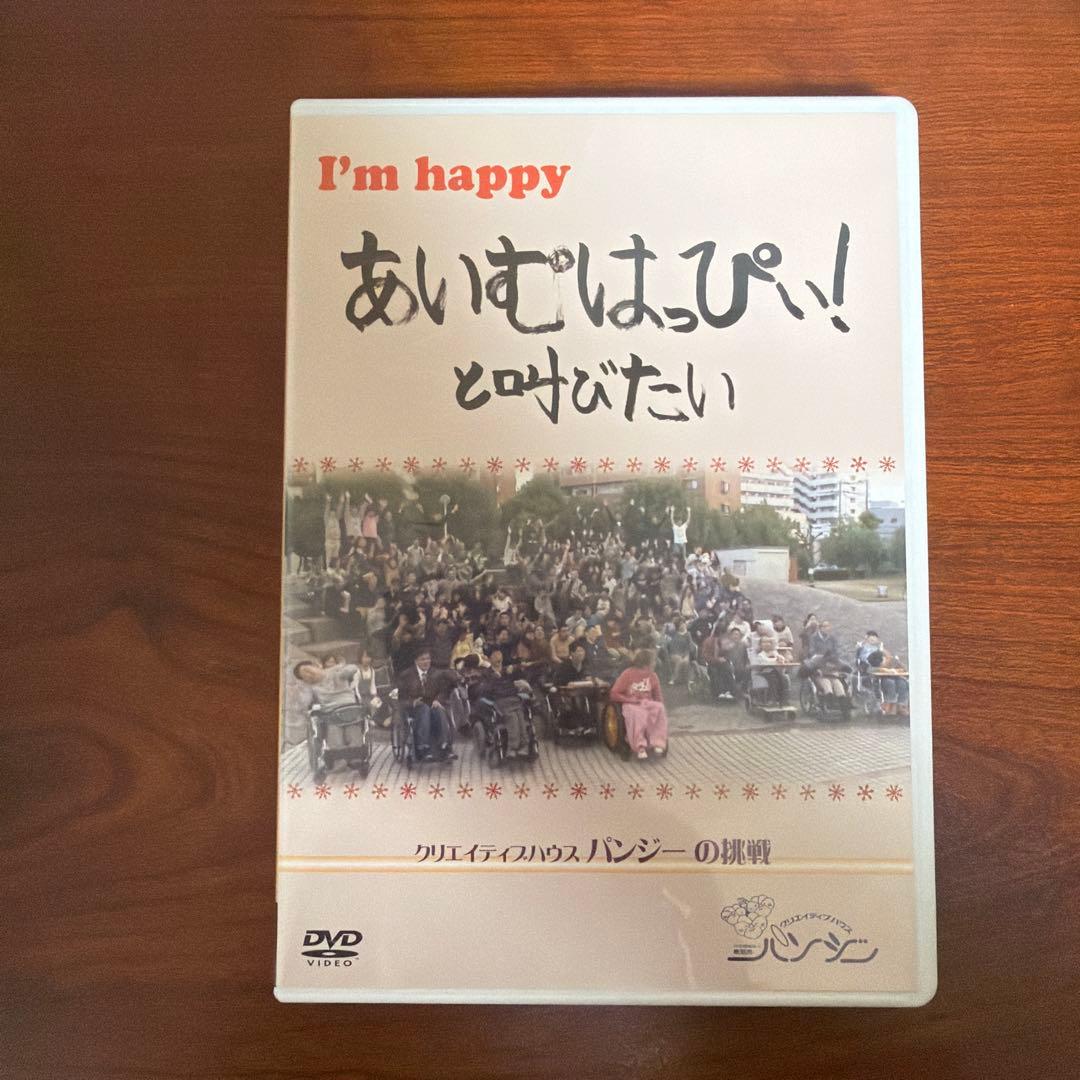 I'm happy
あいむはっぴぃ!
と叫びたい
クリエイティブハウス パンジーの挑戦
DVD
VIDEO
クリエイティブハウス
パンジー